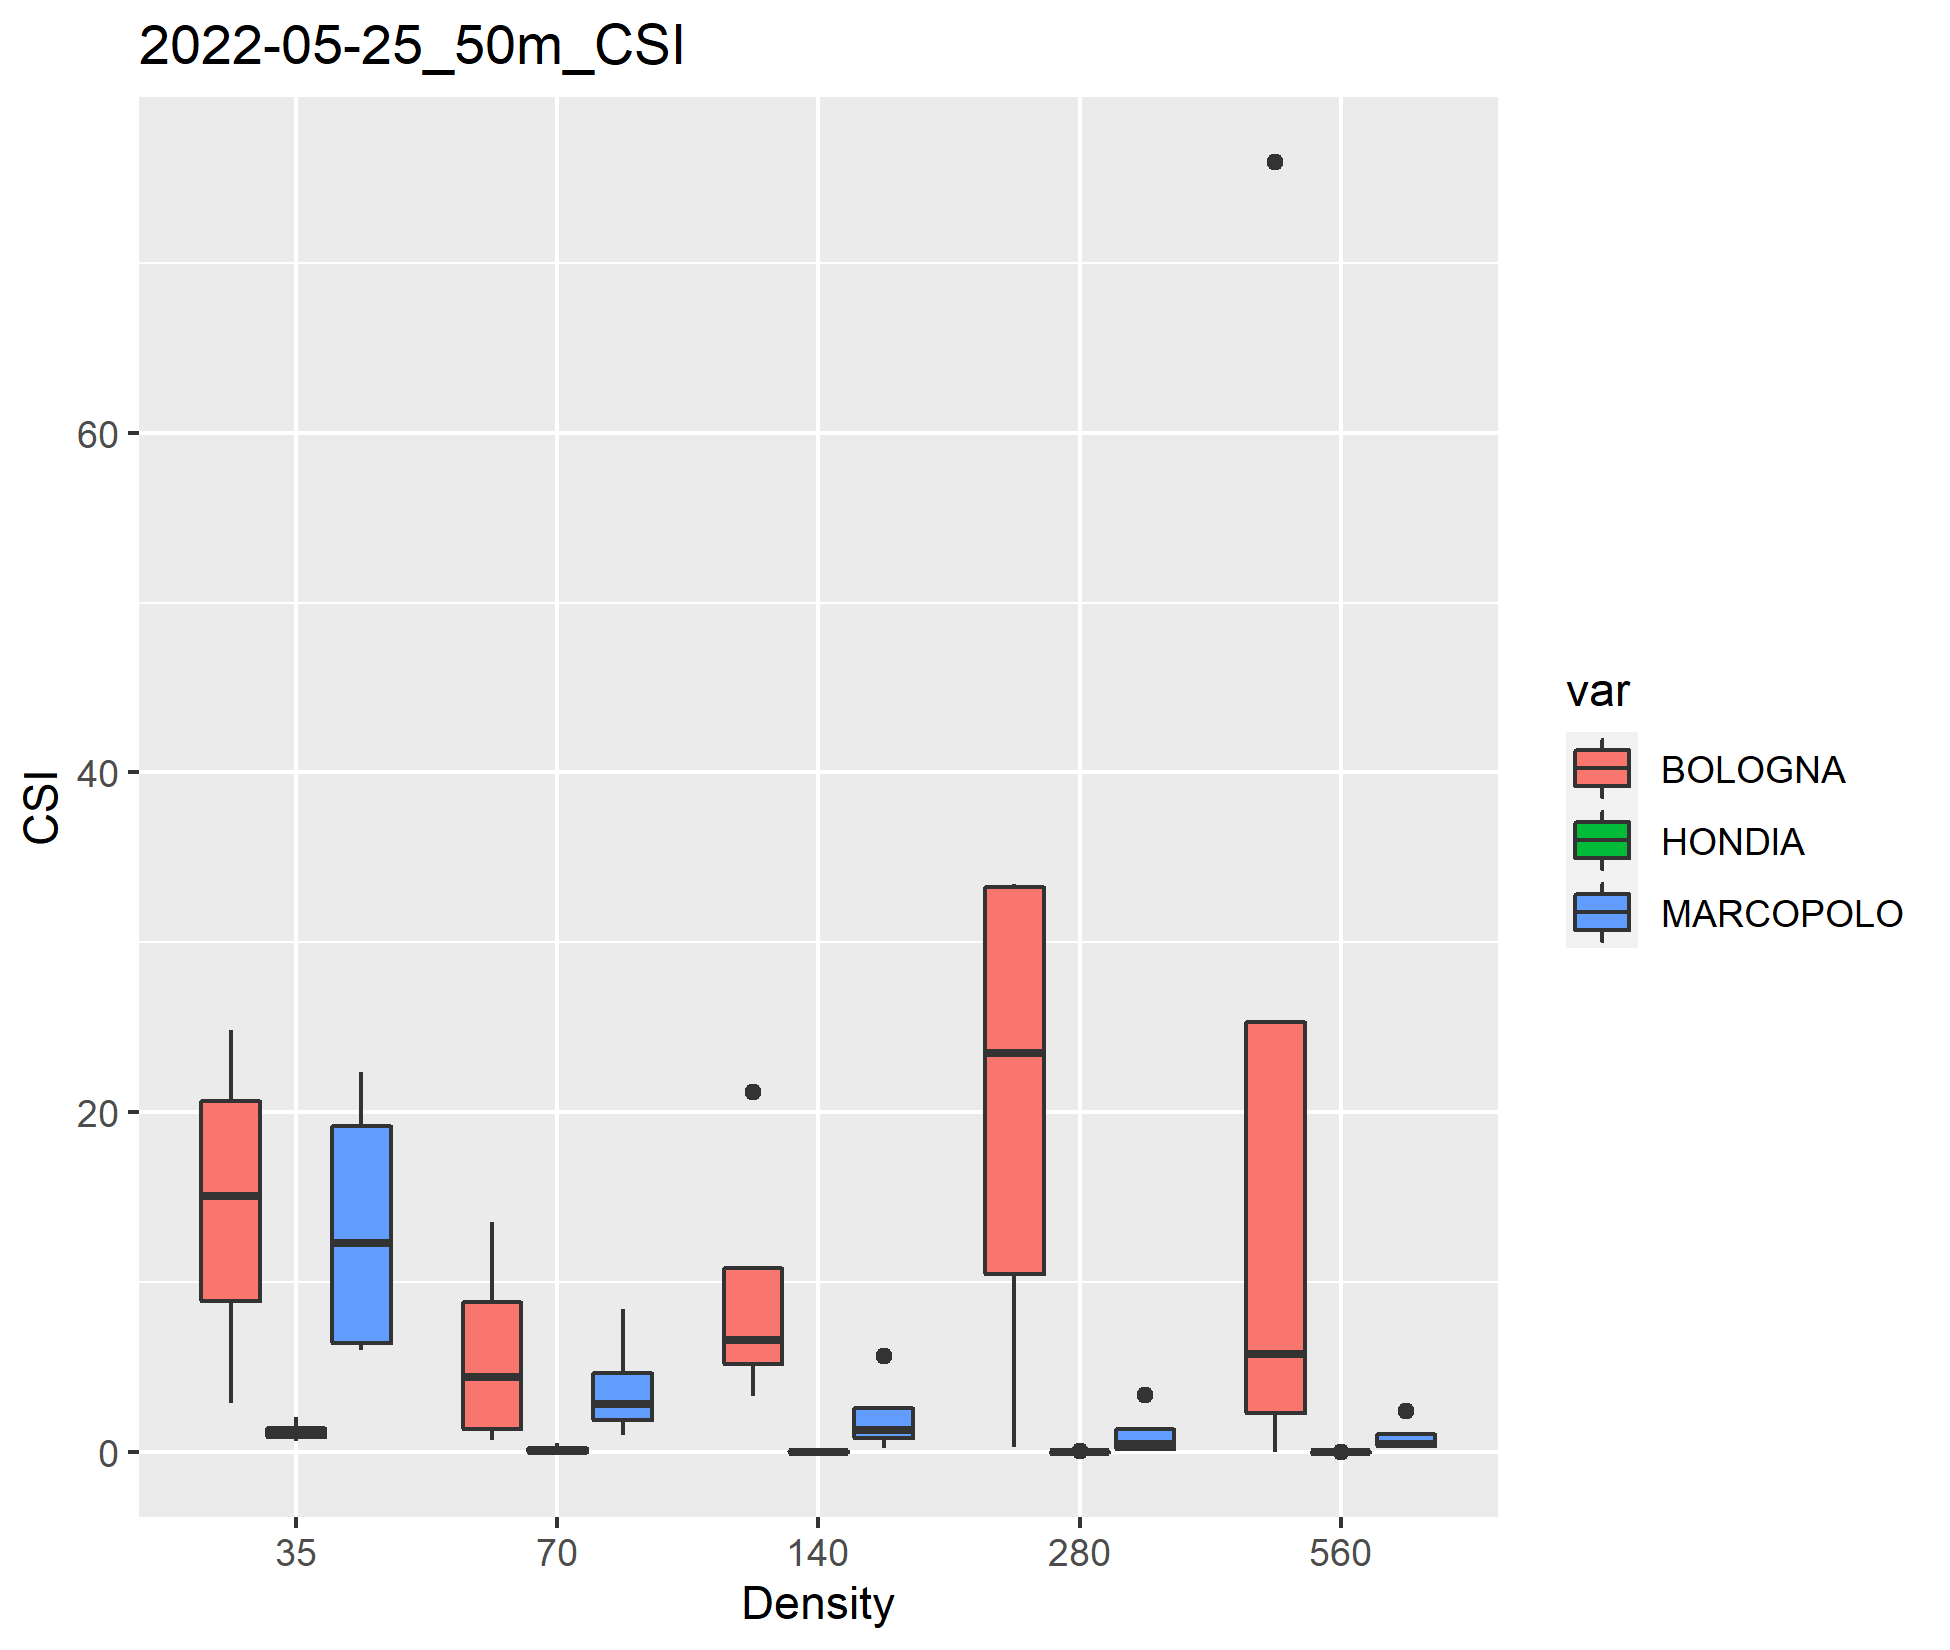 2022-05-25_50m_CSI
CSI
60
40
20
0
35 70 140 280 560
Density
var
BOLOGNA
HONDIA
MARCOPOLO